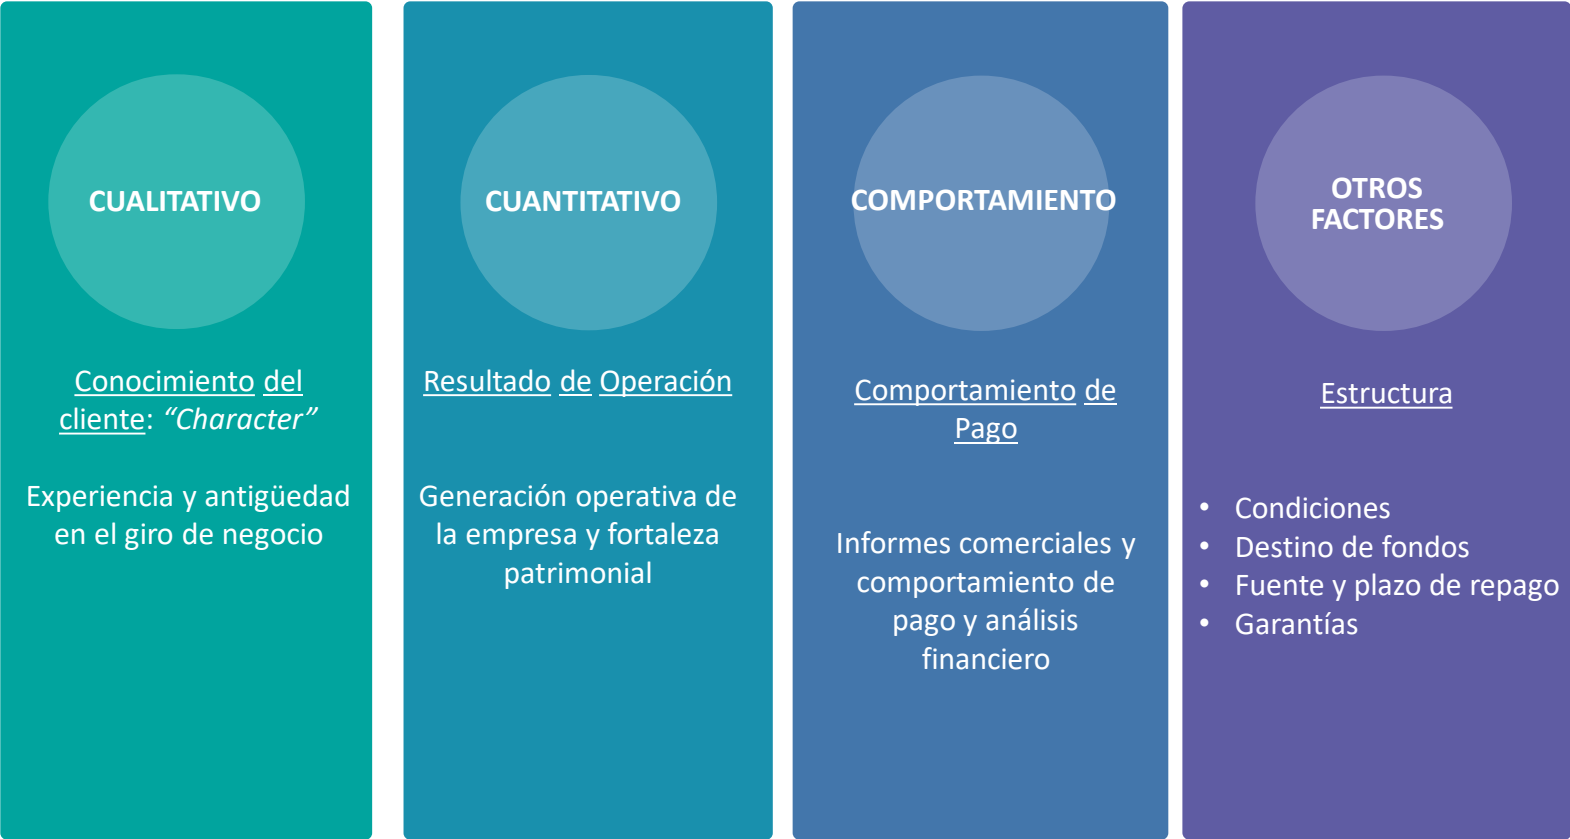 CUALITATIVO
Conocimiento del
cliente: “Character”
Experiencia y antigüedad
en el giro de negocio
CUANTITATIVO
Resultado de Operación
Generación operativa de
la empresa y fortaleza
patrimonial
COMPORTAMIENTO
Comportamiento de
Pago
Informes comerciales y
comportamiento de
pago y análisis
financiero
OTROS
FACTORES
Estructura
• Condiciones
• Destino de fondos
• Fuente y plazo de repago
• Garantías